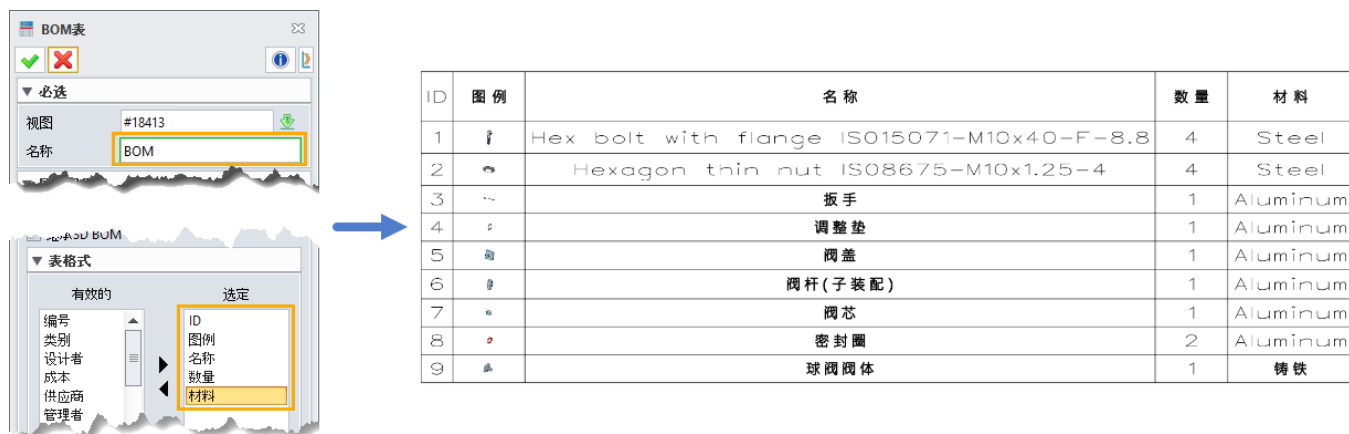 BOM表
必选
视图 #18413
名称 BOM
继承3D BOM
表格式
有效的 选定
编号
类别
设计者
成本
供应商
管理者
ID
图例
名称
数量
材料
ID 图例 名称 数量 材料
1 Hex bolt with flange ISO15071-M10x40-F-8.8 4 Steel
2 Hexagon thin nut ISO8675-M10x1.25-4 4 Steel
3 扳手 1 Aluminum
4 调整垫 1 Aluminum
5 阀盖 1 Aluminum
6 阀杆(子装配) 1 Aluminum
7 阀芯 1 Aluminum
8 密封圈 2 Aluminum
9 球阀阀体 1 铸铁